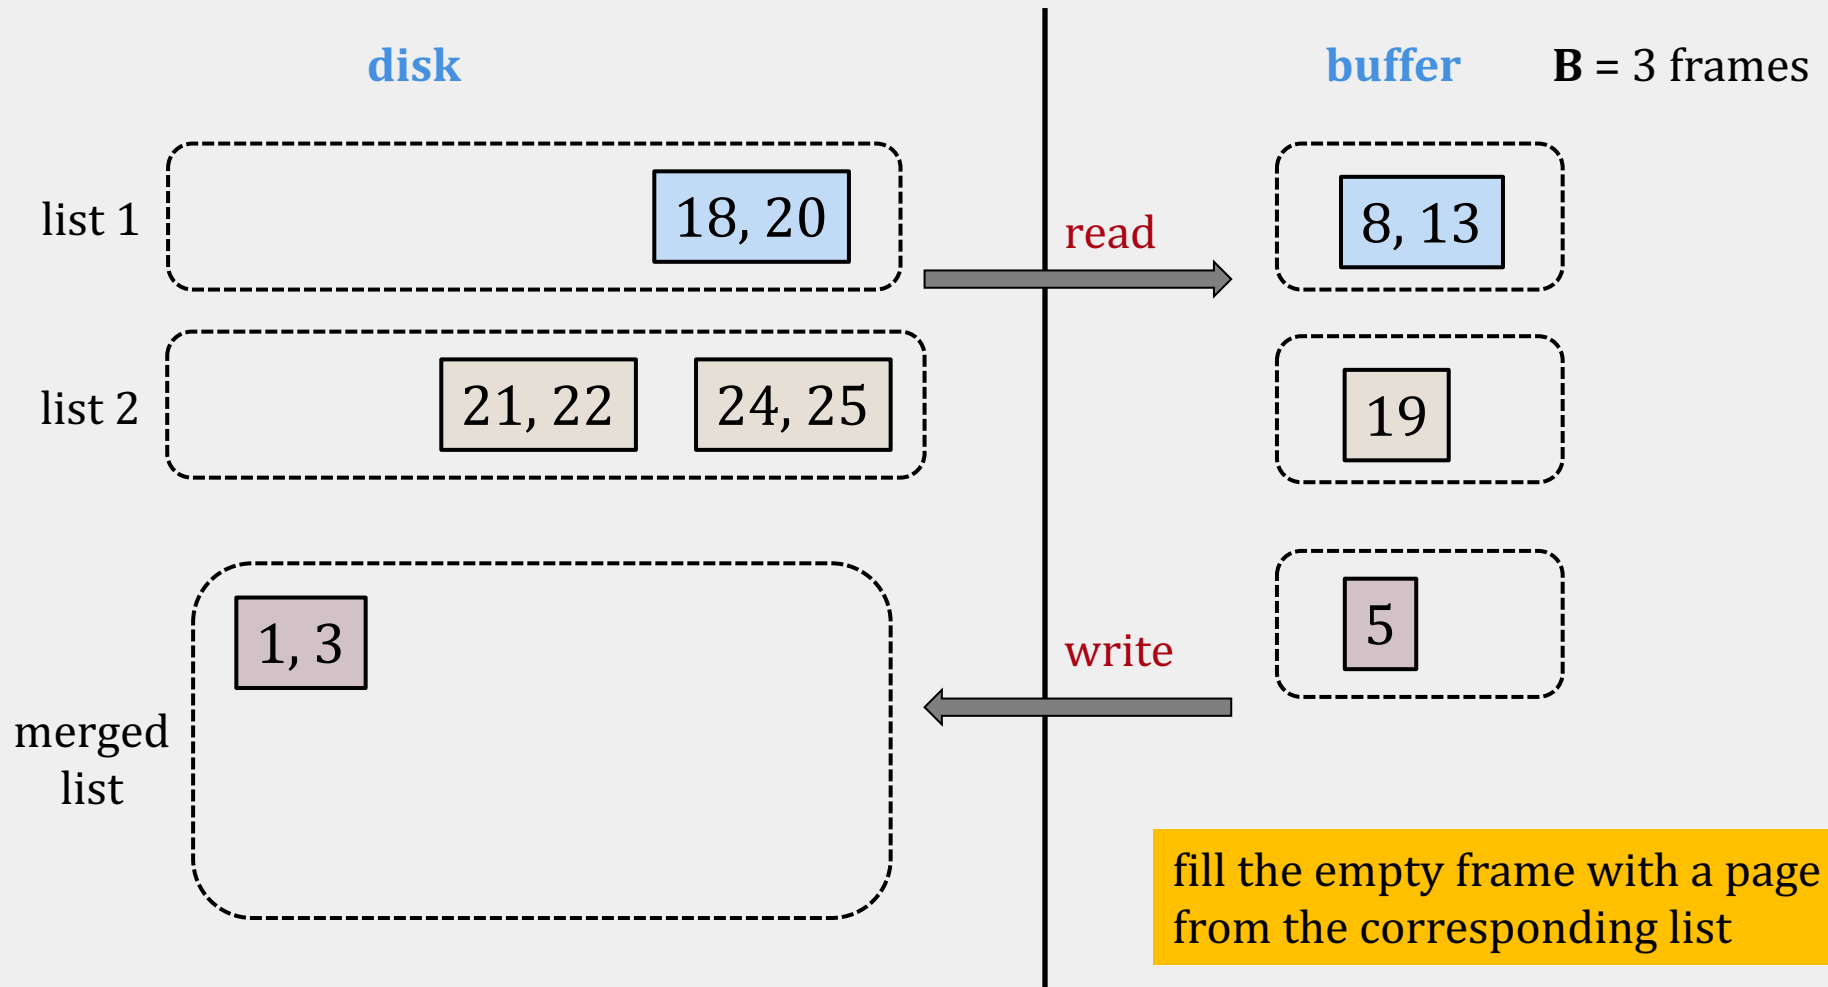 disk
buffer
B = 3 frames
list 1
18, 20
read
8, 13
list 2
21, 22
24, 25
19
1, 3
write
5
merged
list
fill the empty frame with a page
from the corresponding list